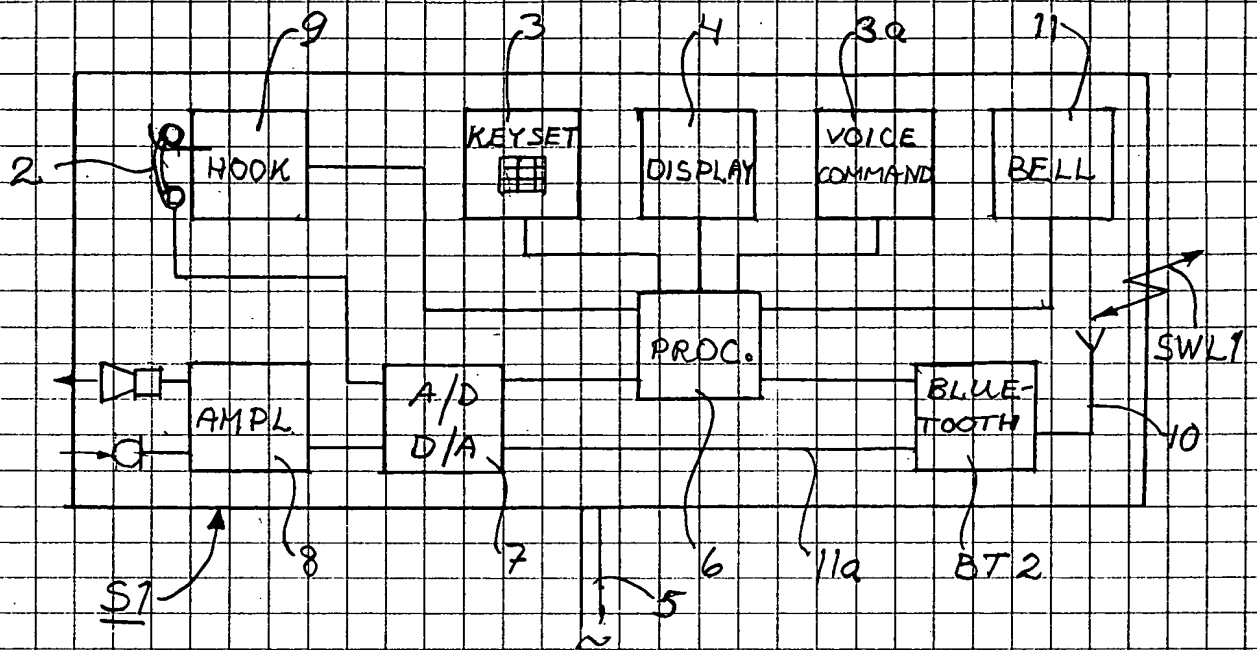 9
3
4
3a
11
2
HOOK
KEYSET
DISPLAY
VOICE
COMMAND
BELL
SWL1
PROC.
AMPL
A/D
D/A
BLUE-
TOOTH
10
8
7
6
11a
BT2
S1
5
~